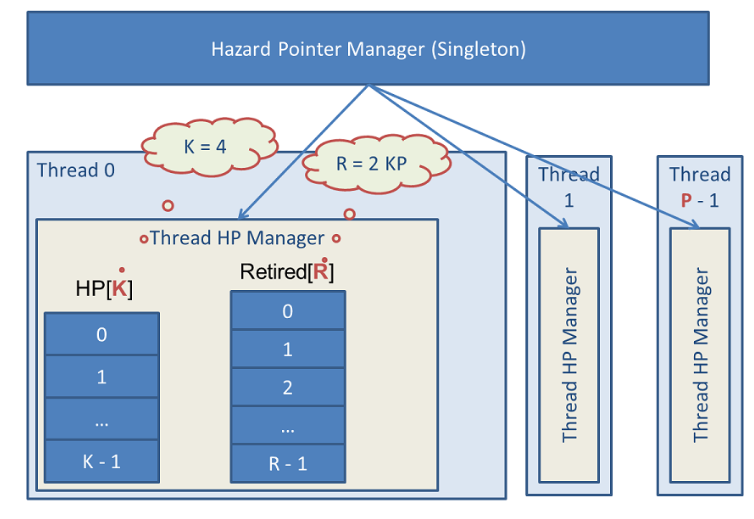 Hazard Pointer Manager (Singleton)
K = 4
R = 2 KP
Thread 0
Thread
1
Thread
P - 1
Thread HP Manager
HP[K]
0
1
...
K - 1
Retired[R]
0
1
2
...
R - 1
Thread HP Manager
Thread HP Manager